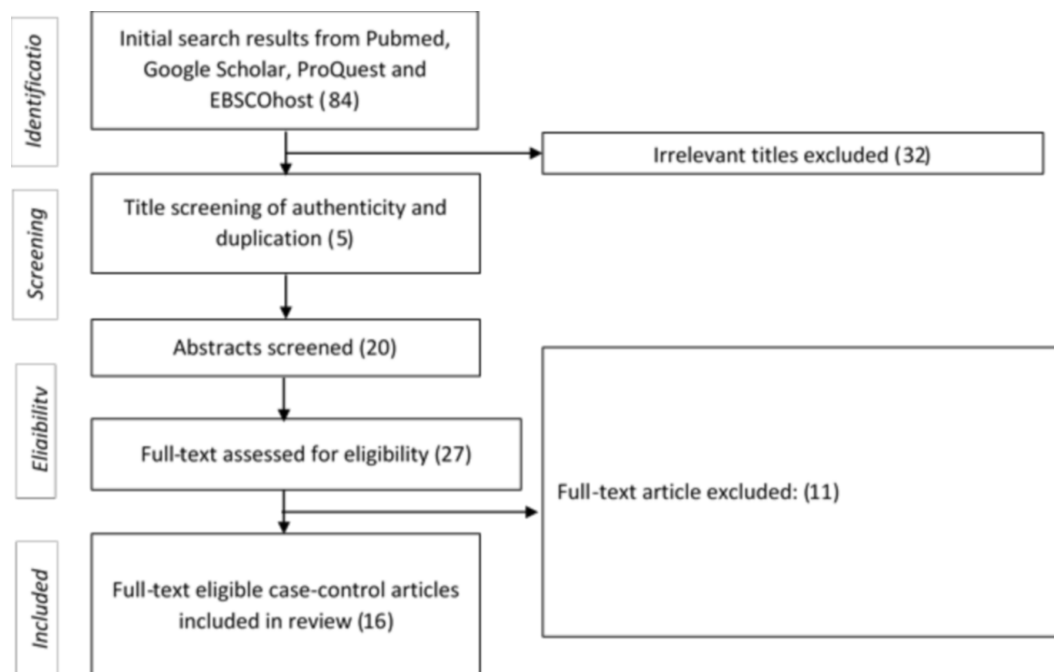 Identificatio
Initial search results from Pubmed,
Google Scholar, ProQuest and
EBSCOhost (84)
Irrelevant titles excluded (32)
Screening
Title screening of authenticity and
duplication (5)
Abstracts screened (20)
Eligibility
Full-text assessed for eligibility (27)
Full-text article excluded: (11)
Included
Full-text eligible case-control articles
included in review (16)